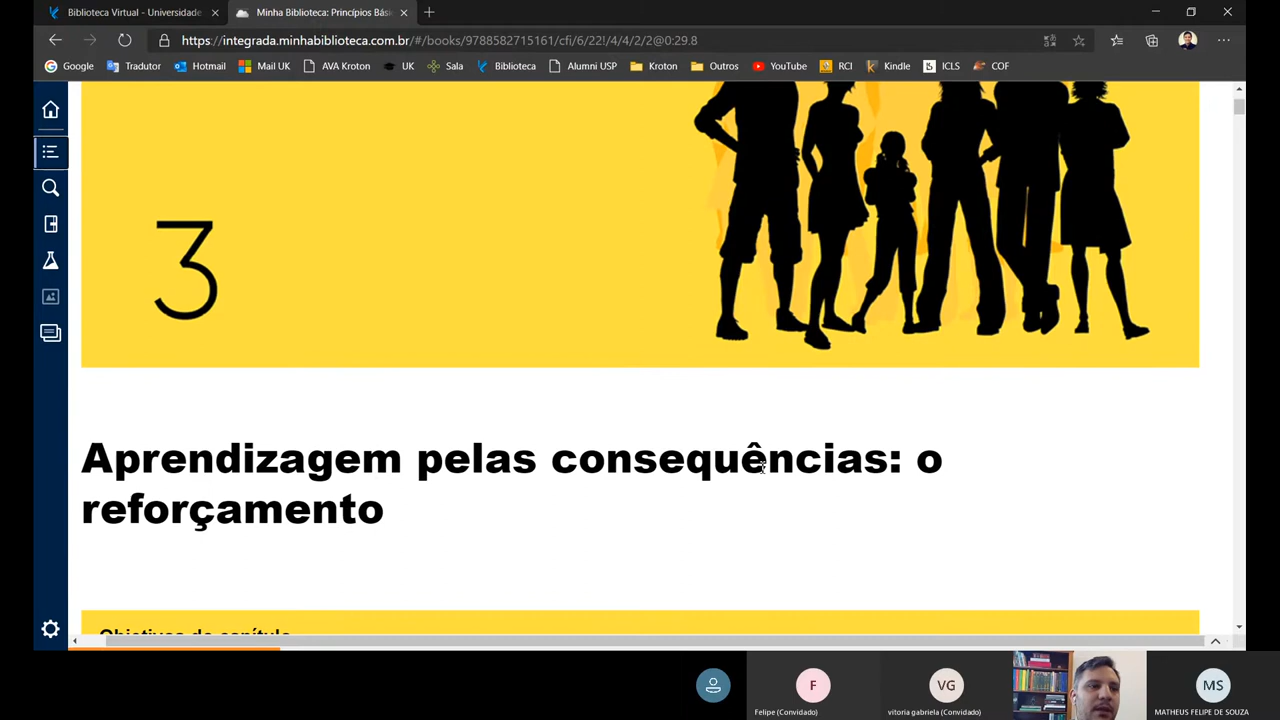 Biblioteca Virtual - Universidade
Minha Biblioteca: Princípios Bási
https://integrada.minhabiblioteca.com.br/#/books/9788582715161/cfi/6/22!/4/4/2/2@0:29.8
Google Tradutor Hotmail Mail UK AVA Kroton UK Sala Biblioteca Alumni USP Kroton Outros YouTube RCI Kindle ICLS COF
3
Aprendizagem pelas consequências: o
reforçamento
Objetivos do capítulo
F VG MS
Felipe (Convidado) vitoria gabriela (Convidado) MATHEUS FELIPE DE SOUZA